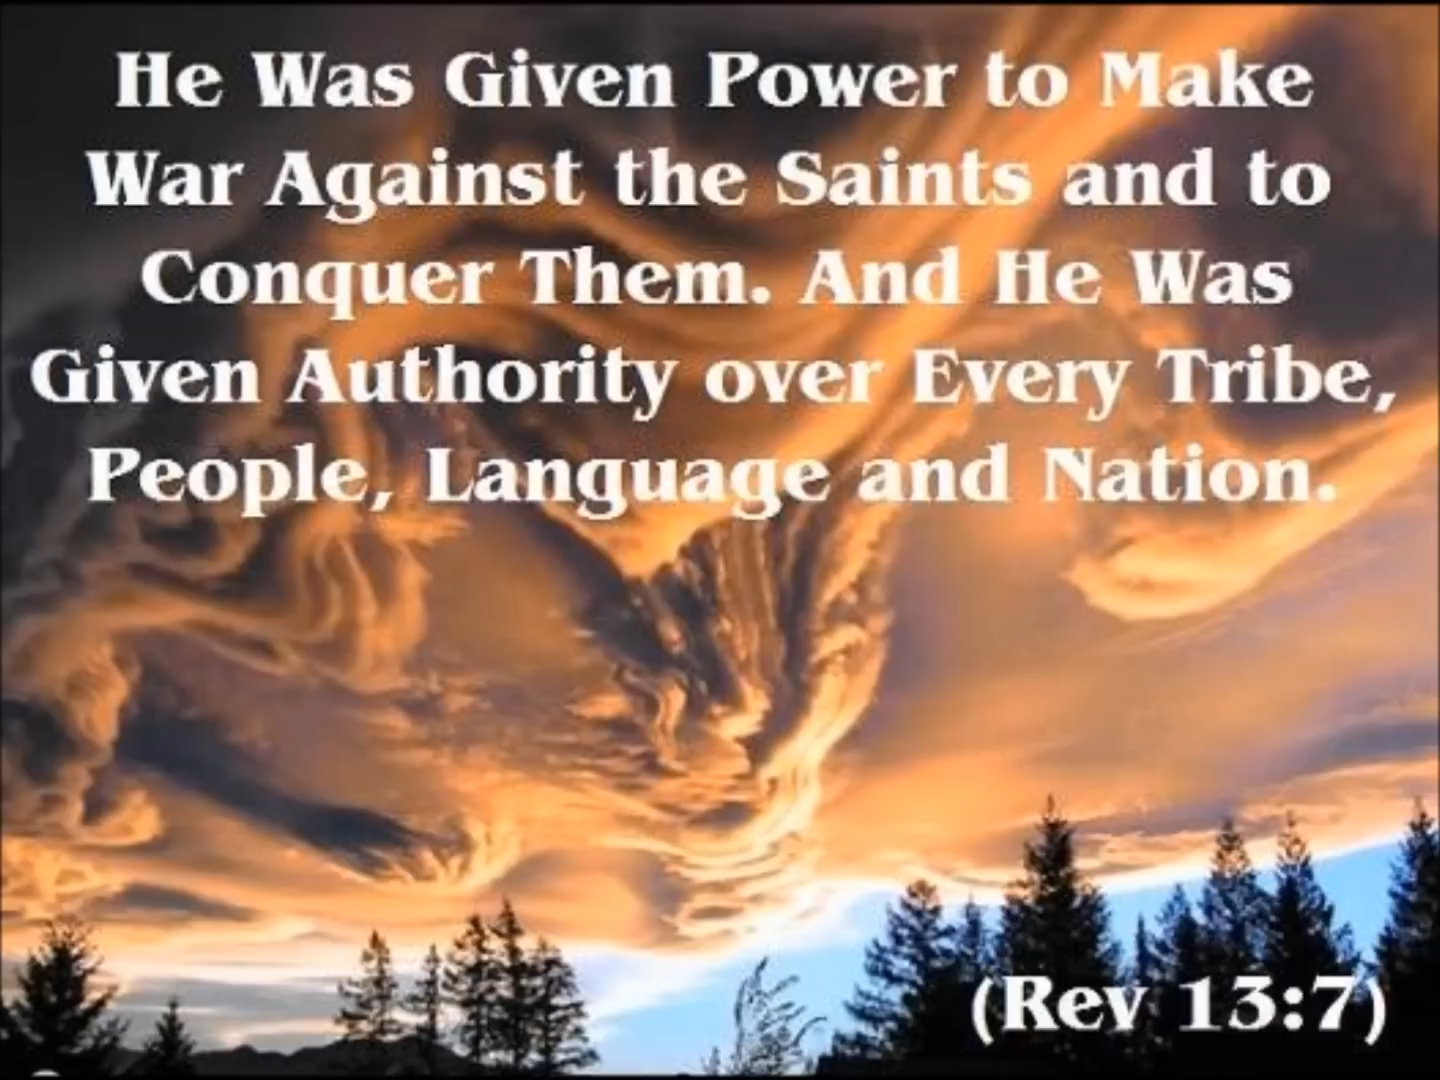 He Was Given Power to Make
War Against the Saints and to
Conquer Them. And He Was
Given Authority over Every Tribe,
People, Language and Nation.
(Rev 13:7)